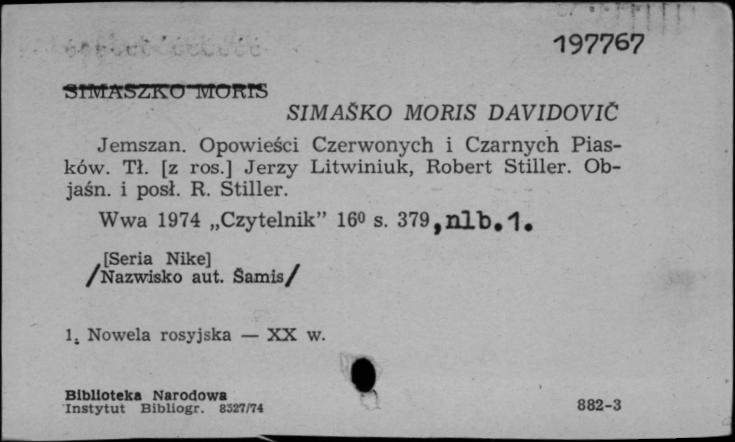 197767
SIMASZKO MORIS
SIMAŠKO MORIS DAVIDOVIČ
Jemszan. Opowieści Czerwonych i Czarnych Pias-
ków. Tł. [z ros.] Jerzy Litwiniuk, Robert Stiller. Ob-
jaśn. i posł. R. Stiller.
Wwa 1974 „Czytelnik” 16⁰ s. 379, nlb. 1.
[Seria Nike]
/Nazwisko aut. Šamis/
1. Nowela rosyjska — XX w.
Biblioteka Narodowa
Instytut Bibliogr. 8327/74
882-3